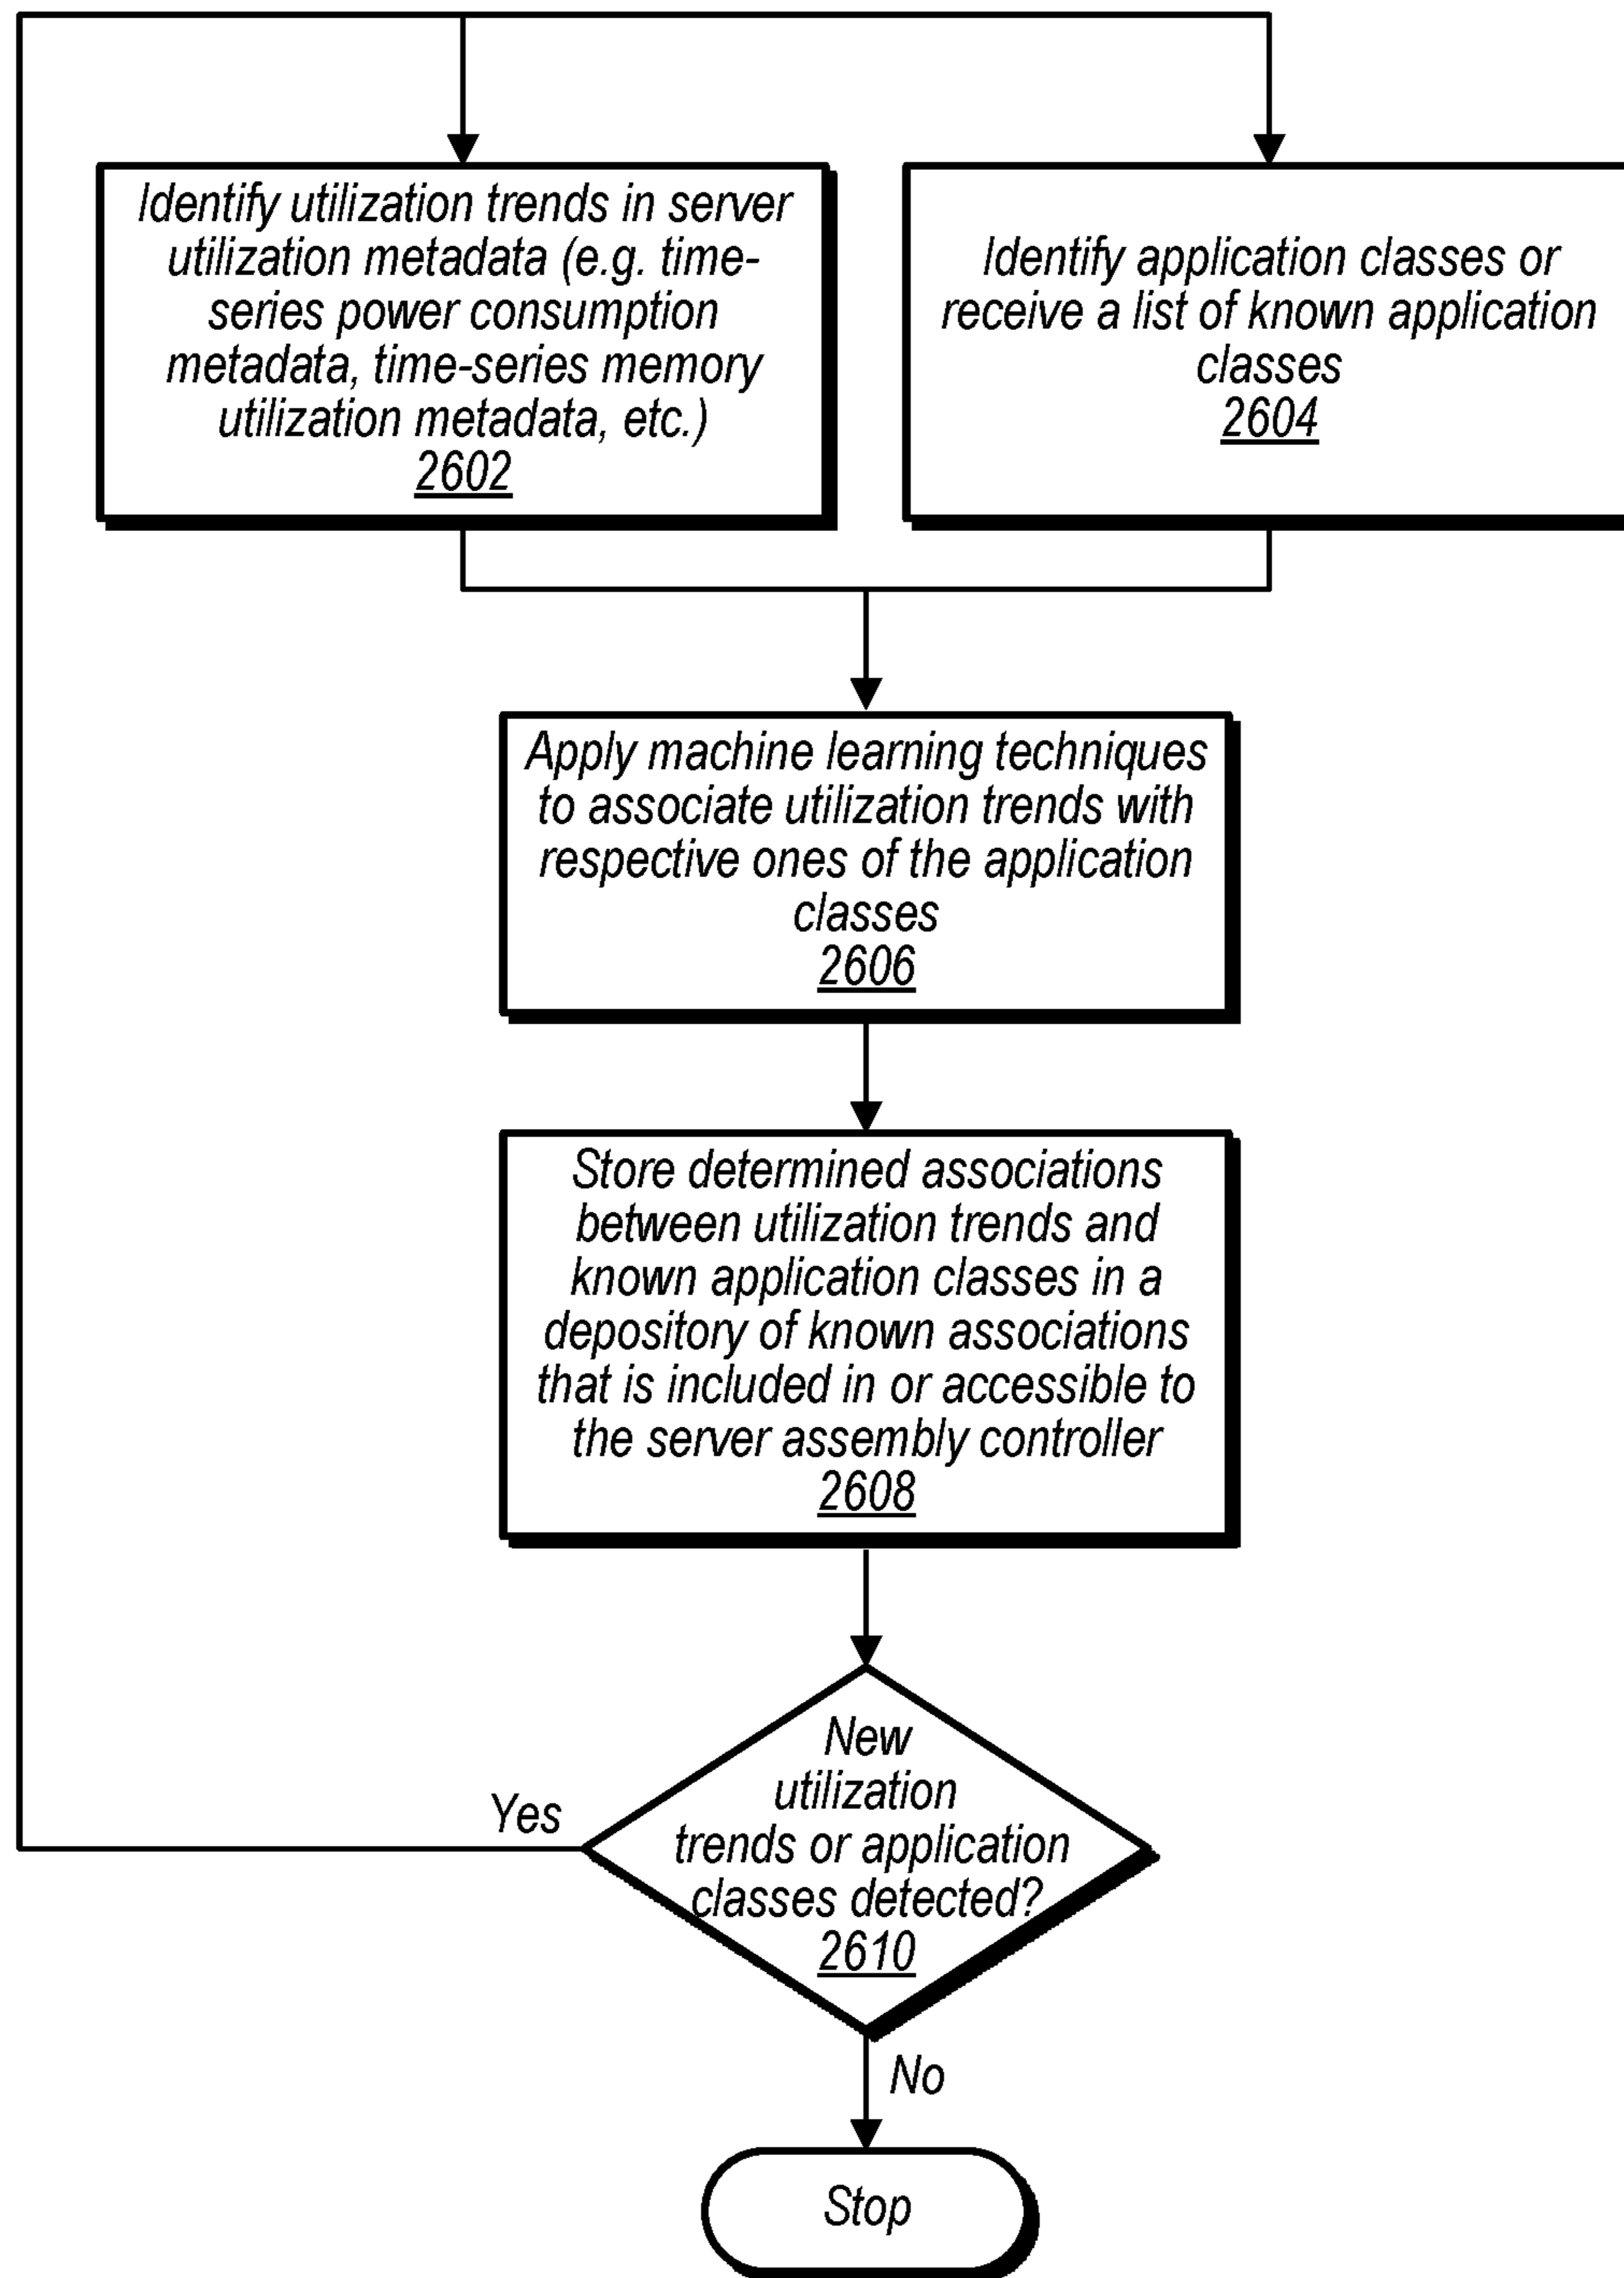 Identify utilization trends in server
utilization metadata (e.g. time-
series power consumption
metadata, time-series memory
utilization metadata, etc.)
2602
Identify application classes or
receive a list of known application
classes
2604
Apply machine learning techniques
to associate utilization trends with
respective ones of the application
classes
2606
Store determined associations
between utilization trends and
known application classes in a
depository of known associations
that is included in or accessible to
the server assembly controller
2608
New
utilization
trends or application
classes detected?
2610
Yes
No
Stop